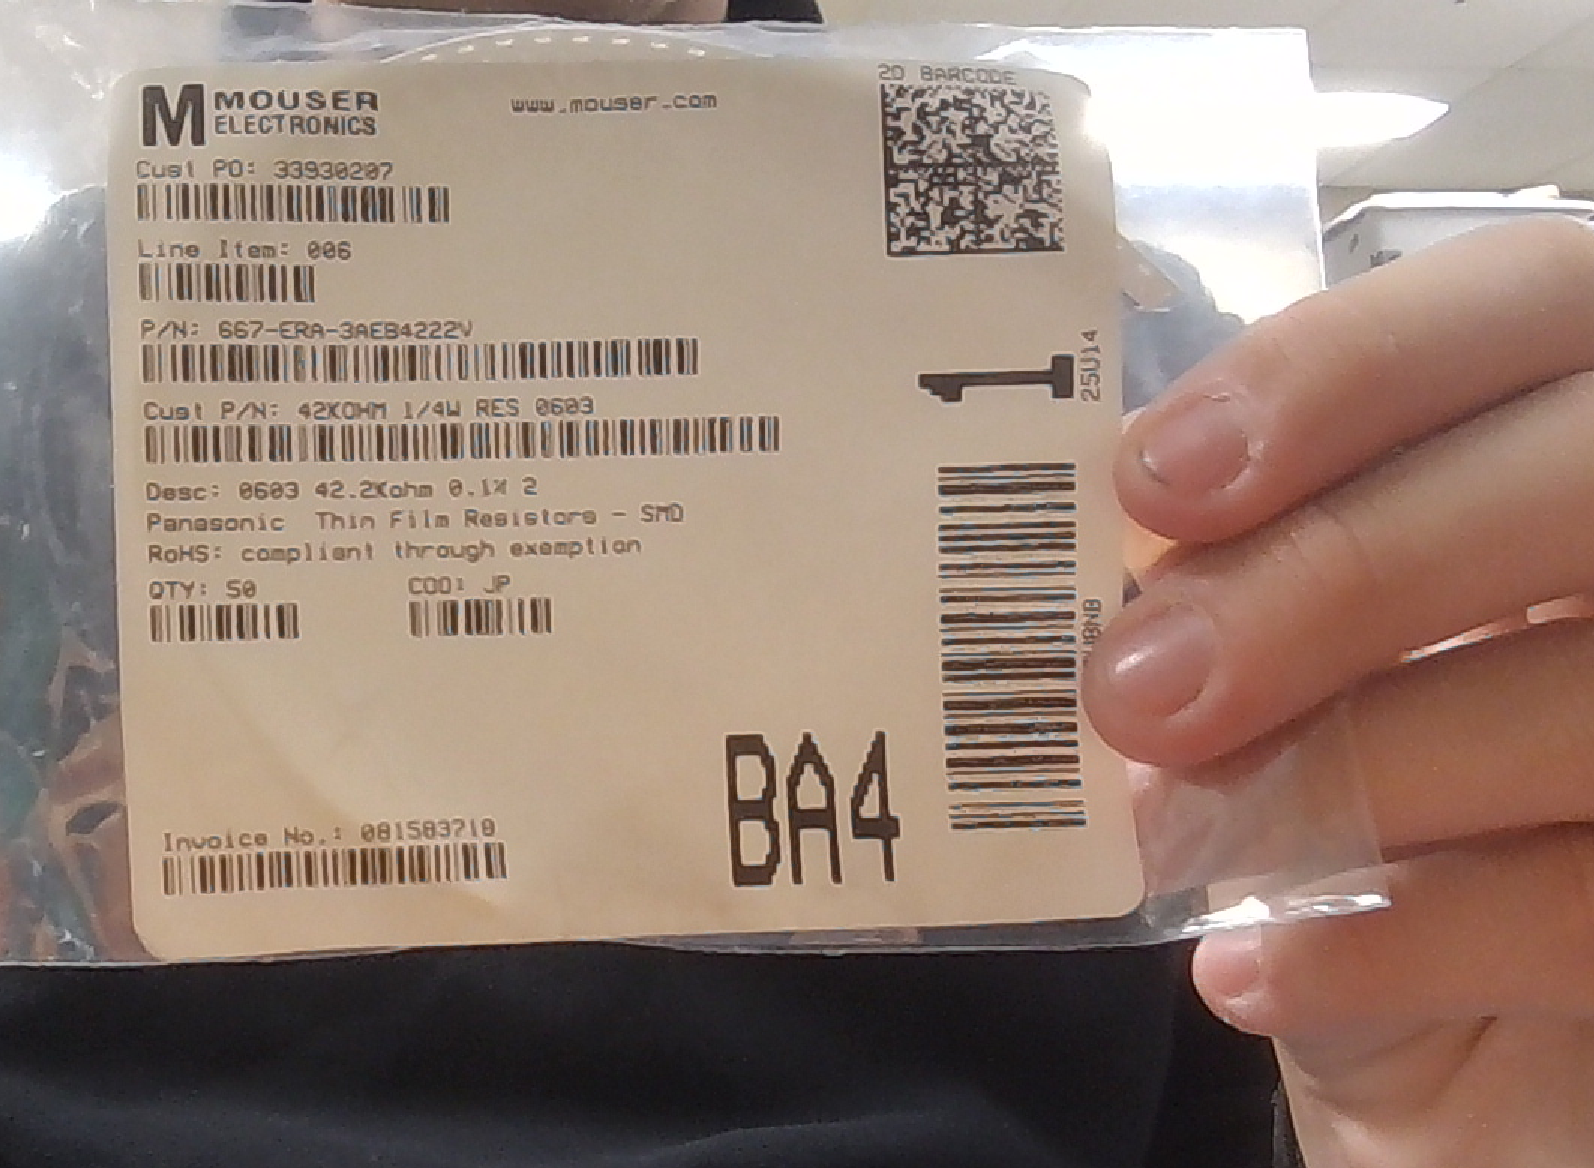 MOUSER
ELECTRONICS
www.mouser.com
2D BARCODE
Cust PO: 33930207
Line Item: 006
P/N: 667-ERA-3AEB4222V
Cust P/N: 42KOHM 1/4W RES 0603
Desc: 0603 42.2Kohm 0.1% 2
Panasonic Thin Film Resistors - SMD
RoHS: compliant through exemption
QTY: 50 COO: JP
1
25U14
BA4
Invoice No.: